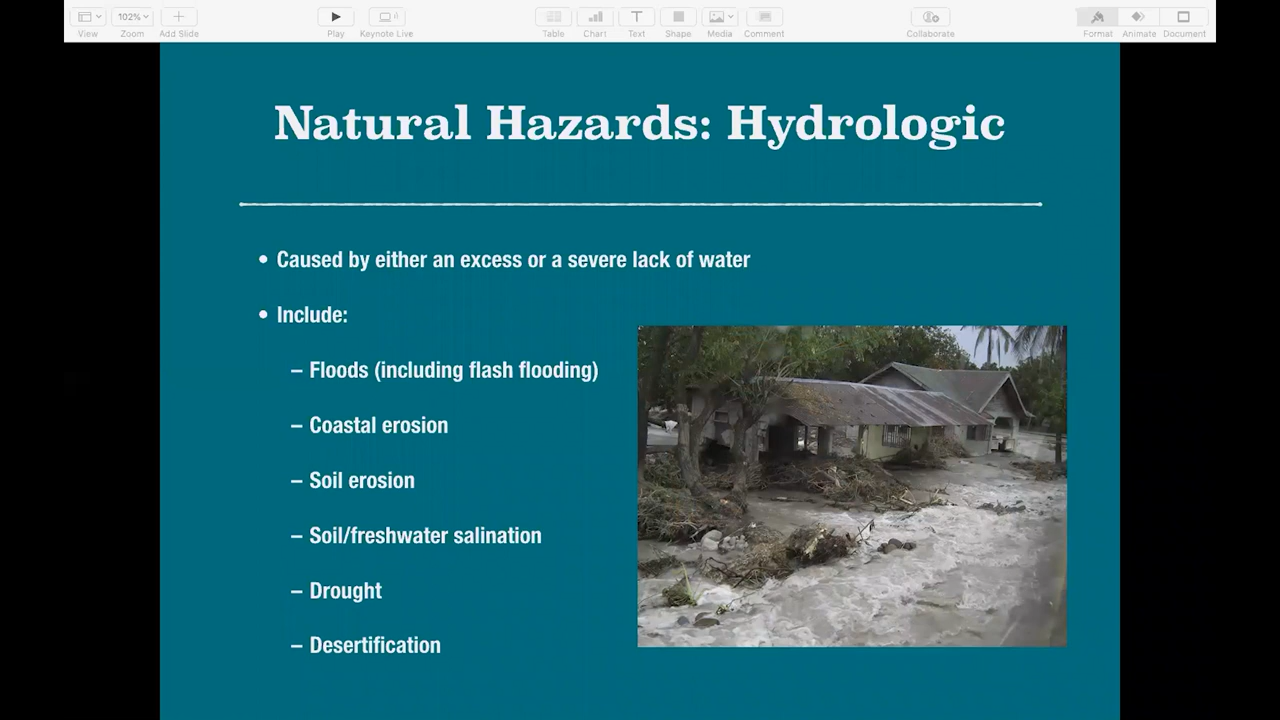 102%
View
Zoom
Add Slide
Play
Keynote Live
Table
Chart
Text
Shape
Media
Comment
Collaborate
Format
Animate
Document
Natural Hazards: Hydrologic
• Caused by either an excess or a severe lack of water
• Include:
– Floods (including flash flooding)
– Coastal erosion
– Soil erosion
– Soil/freshwater salination
– Drought
– Desertification